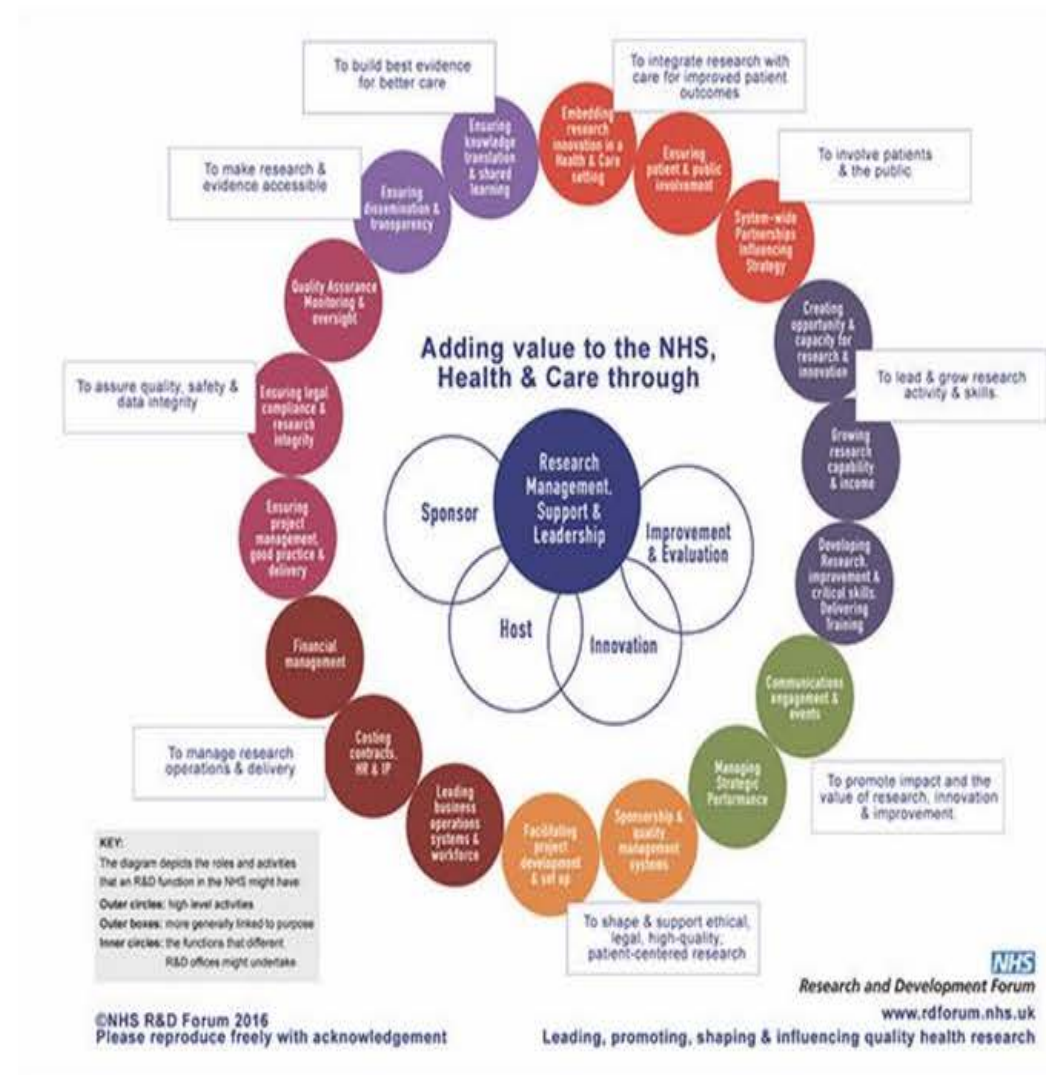 To build best evidence
for better care
To integrate research with
care for improved patient
outcomes
To make research &
evidence accessible
To involve patients
& the public
Ensuring
knowledge
translation
& shared
learning
Embedding
research
innovation in a
Health & Care
setting
Ensuring
patient & public
involvement
Ensuring
dissemination &
transparency
System-wide
Partnerships
Influencing
Strategy
Quality Assurance
Monitoring &
oversight
Creating
opportunity &
capacity for
research &
innovation
Adding value to the NHS,
Health & Care through
To assure quality, safety &
data integrity
Ensuring legal
compliance &
research
integrity
To lead & grow research
activity & skills.
Growing
research
capability
& income
Research
Management,
Support &
Leadership
Sponsor
Improvement
& Evaluation
Host
Innovation
Ensuring
project
management,
good practice &
delivery
Developing
Research,
improvement &
critical skills.
Delivering
Training
Financial
management
Communications
engagement &
events
To manage research
operations & delivery
Costing
contracts,
HR & IP
Managing
Strategic
Performance
To promote impact and the
value of research, innovation
& improvement.
Leading
business
operations
systems &
workforce
Facilitating
project
development
& set up
Sponsorship &
quality
management
systems
KEY:
The diagram depicts the roles and activities
that an R&D function in the NHS might have
Outer circles: high level activities
Outer boxes: more generally linked to purpose
Inner circles: the functions that different
R&D offices might undertake
To shape & support ethical,
legal, high-quality,
patient-centered research
NHS
Research and Development Forum
www.rdforum.nhs.uk
©NHS R&D Forum 2016
Please reproduce freely with acknowledgement
Leading, promoting, shaping & influencing quality health research